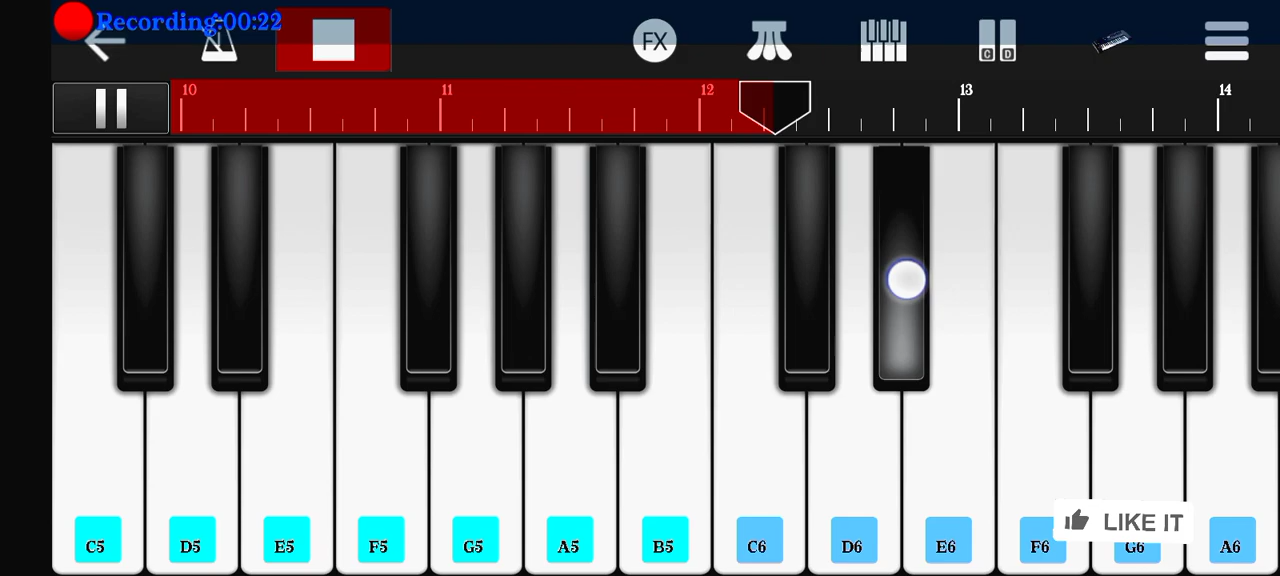 Recording:00:22
FX
C D
10 11 12 13 14
C5 D5 E5 F5 G5 A5 B5 C6 D6 E6 F6 G6 A6
LIKE IT